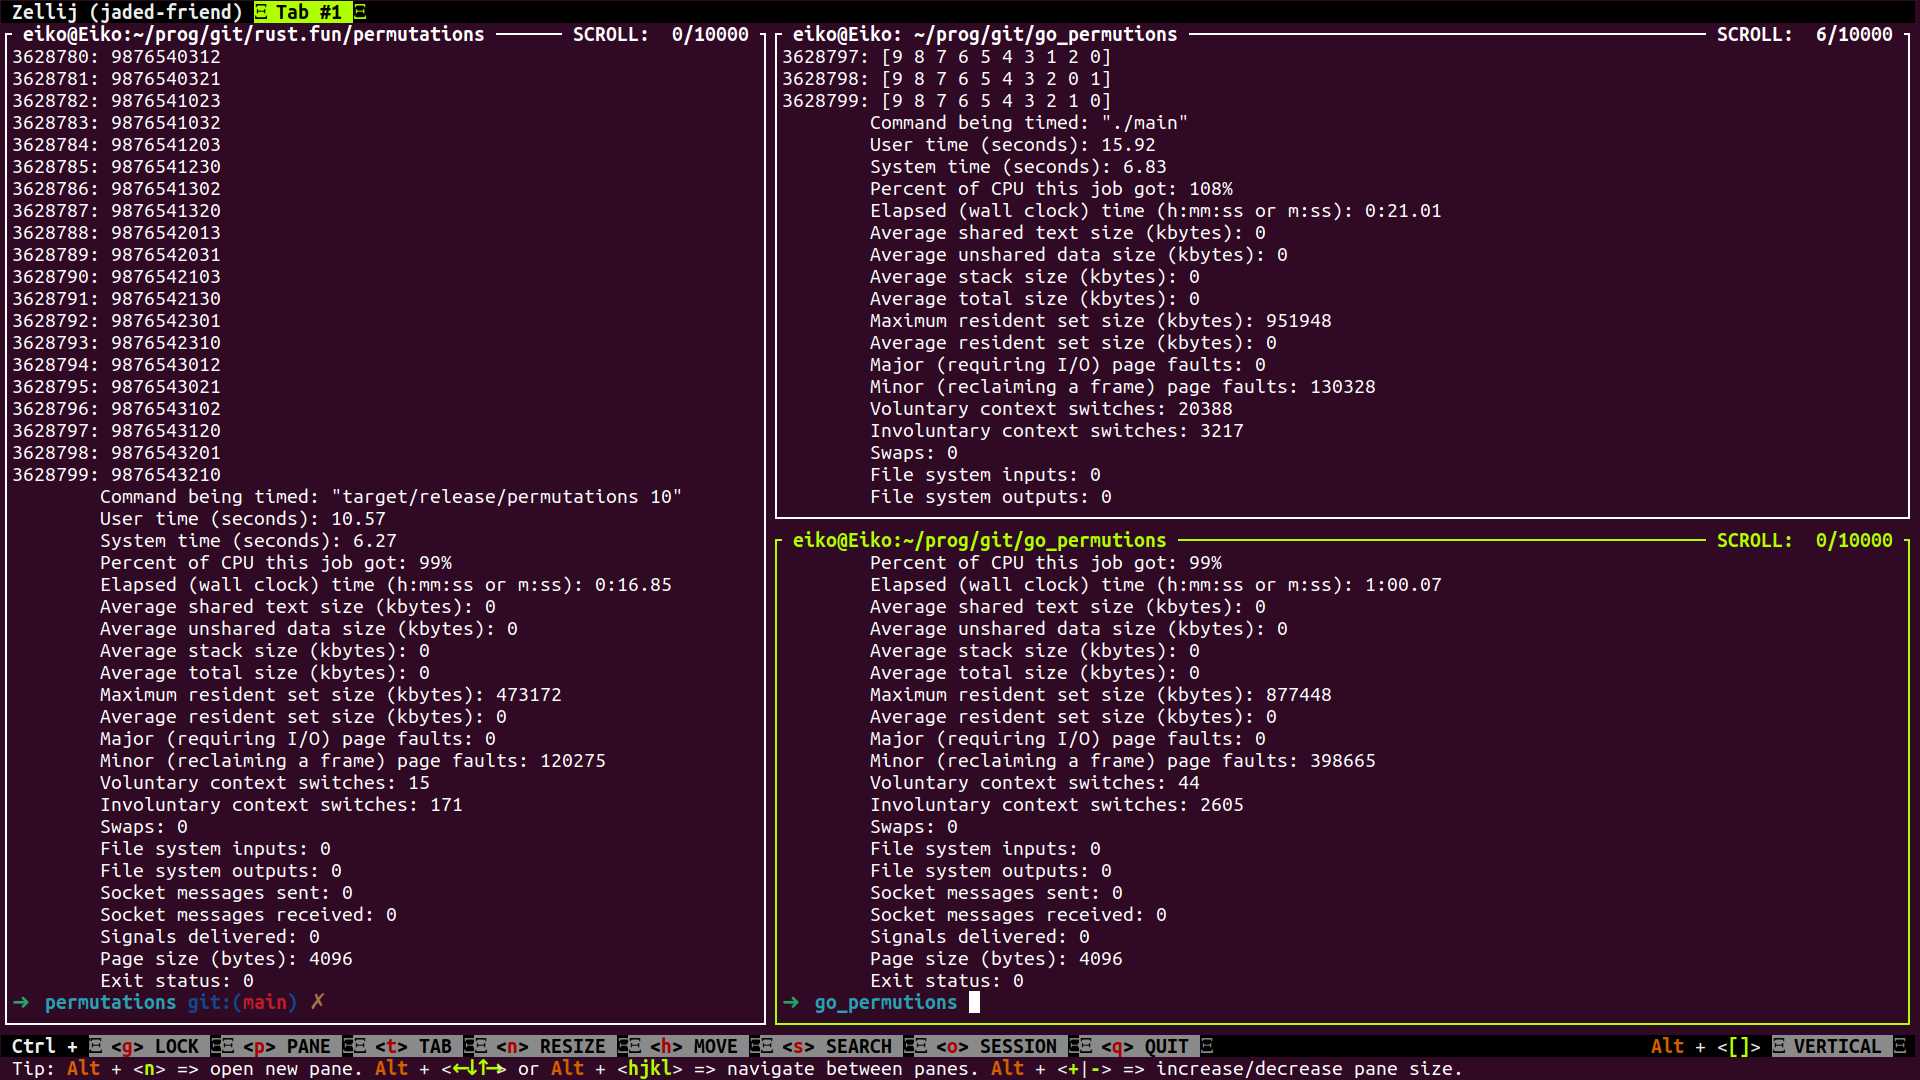 Zellij (jaded-friend) Tab #1
eiko@Eiko:~/prog/git/rust.fun/permutations SCROLL: 0/10000
3628780: 9876540312
3628781: 9876540321
3628782: 9876541023
3628783: 9876541032
3628784: 9876541203
3628785: 9876541230
3628786: 9876541302
3628787: 9876541320
3628788: 9876542013
3628789: 9876542031
3628790: 9876542103
3628791: 9876542130
3628792: 9876542301
3628793: 9876542310
3628794: 9876543012
3628795: 9876543021
3628796: 9876543102
3628797: 9876543120
3628798: 9876543201
3628799: 9876543210
Command being timed: "target/release/permutations 10"
User time (seconds): 10.57
System time (seconds): 6.27
Percent of CPU this job got: 99%
Elapsed (wall clock) time (h:mm:ss or m:ss): 0:16.85
Average shared text size (kbytes): 0
Average unshared data size (kbytes): 0
Average stack size (kbytes): 0
Average total size (kbytes): 0
Maximum resident set size (kbytes): 473172
Average resident set size (kbytes): 0
Major (requiring I/O) page faults: 0
Minor (reclaiming a frame) page faults: 120275
Voluntary context switches: 15
Involuntary context switches: 171
Swaps: 0
File system inputs: 0
File system outputs: 0
Socket messages sent: 0
Socket messages received: 0
Signals delivered: 0
Page size (bytes): 4096
Exit status: 0
→ permutations git:(main) ✗
eiko@Eiko: ~/prog/git/go_permutions SCROLL: 6/10000
3628797: [9 8 7 6 5 4 3 1 2 0]
3628798: [9 8 7 6 5 4 3 2 0 1]
3628799: [9 8 7 6 5 4 3 2 1 0]
Command being timed: "./main"
User time (seconds): 15.92
System time (seconds): 6.83
Percent of CPU this job got: 108%
Elapsed (wall clock) time (h:mm:ss or m:ss): 0:21.01
Average shared text size (kbytes): 0
Average unshared data size (kbytes): 0
Average stack size (kbytes): 0
Average total size (kbytes): 0
Maximum resident set size (kbytes): 951948
Average resident set size (kbytes): 0
Major (requiring I/O) page faults: 0
Minor (reclaiming a frame) page faults: 130328
Voluntary context switches: 20388
Involuntary context switches: 3217
Swaps: 0
File system inputs: 0
File system outputs: 0
eiko@Eiko:~/prog/git/go_permutions SCROLL: 0/10000
Percent of CPU this job got: 99%
Elapsed (wall clock) time (h:mm:ss or m:ss): 1:00.07
Average shared text size (kbytes): 0
Average unshared data size (kbytes): 0
Average stack size (kbytes): 0
Average total size (kbytes): 0
Maximum resident set size (kbytes): 877448
Average resident set size (kbytes): 0
Major (requiring I/O) page faults: 0
Minor (reclaiming a frame) page faults: 398665
Voluntary context switches: 44
Involuntary context switches: 2605
Swaps: 0
File system inputs: 0
File system outputs: 0
Socket messages sent: 0
Socket messages received: 0
Signals delivered: 0
Page size (bytes): 4096
Exit status: 0
→ go_permutions
Ctrl + <g> LOCK <p> PANE <t> TAB <n> RESIZE <h> MOVE <s> SEARCH <o> SESSION <q> QUIT Alt + <[]> VERTICAL
Tip: Alt + <n> => open new pane. Alt + <←↓↑→> or Alt + <hjkl> => navigate between panes. Alt + <+|-> => increase/decrease pane size.